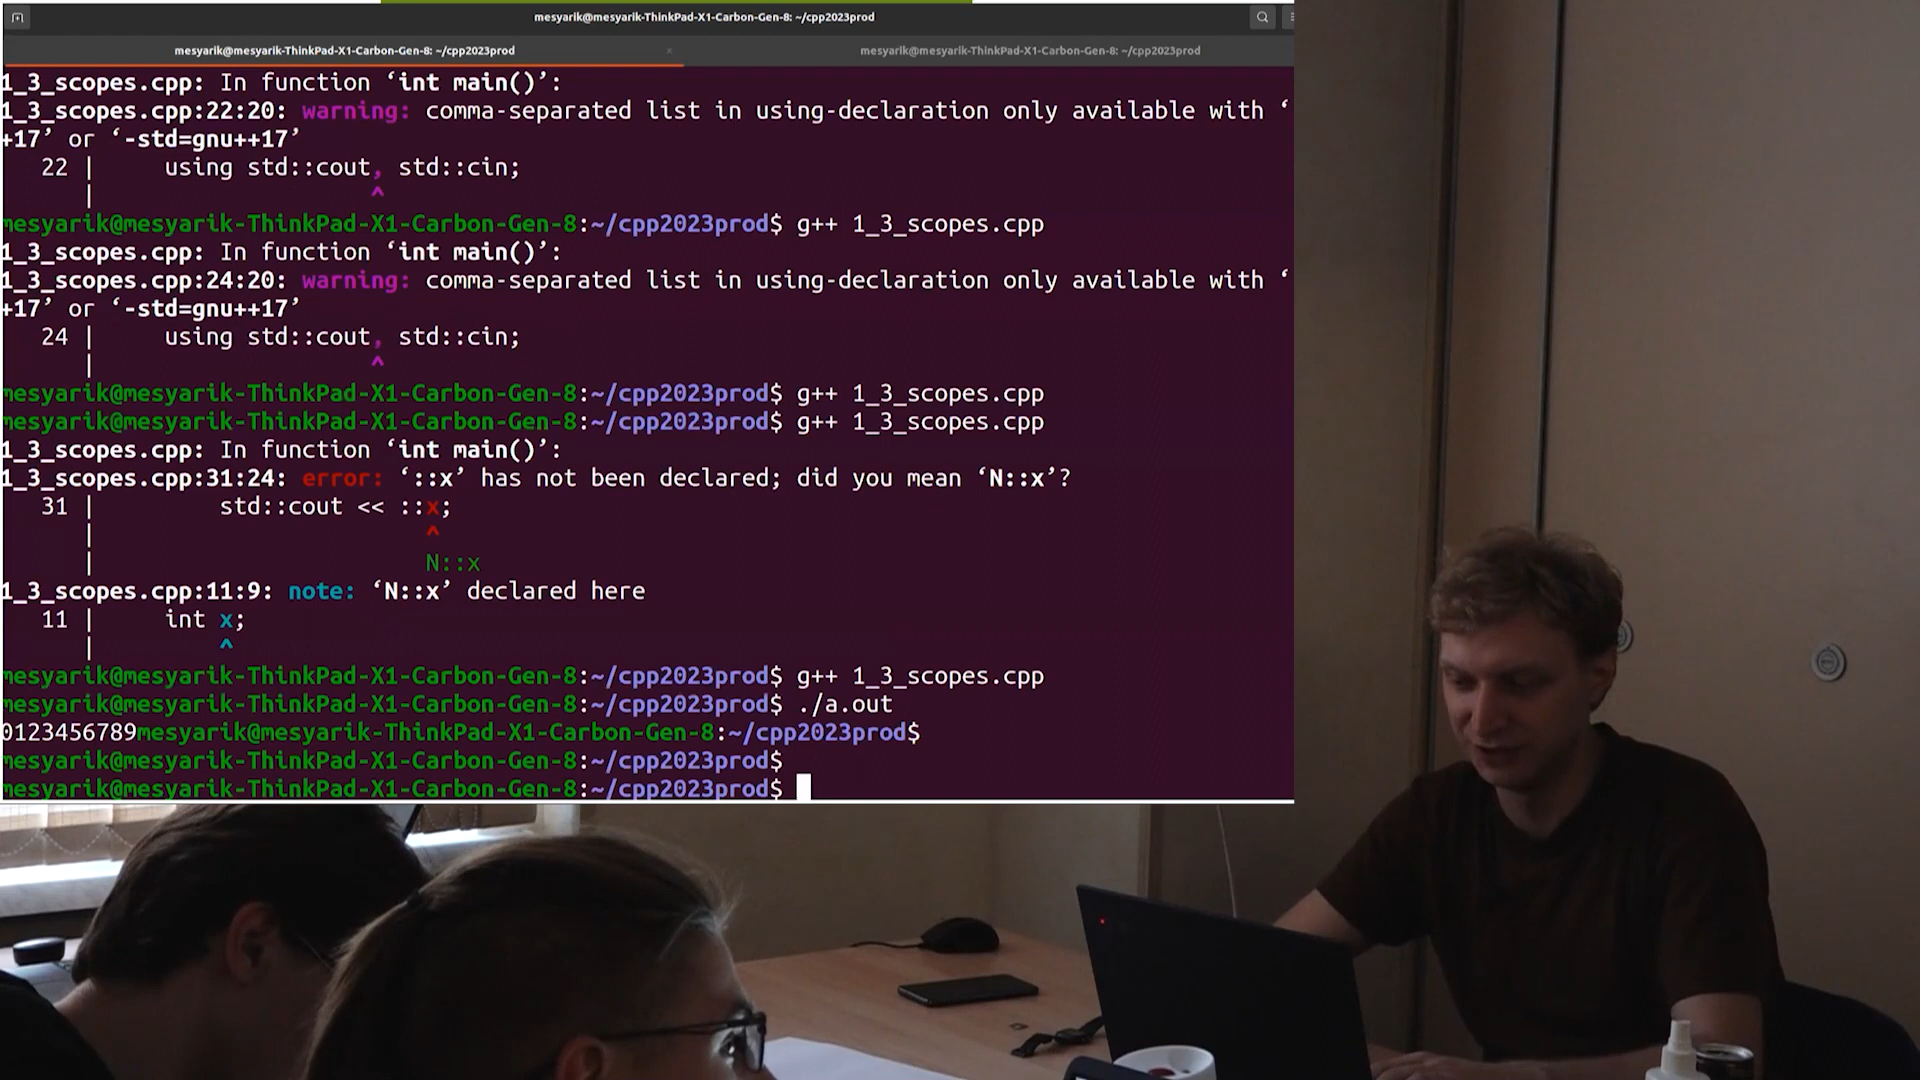 mesyarik@mesyarik-ThinkPad-X1-Carbon-Gen-8: ~/cpp2023prod
mesyarik@mesyarik-ThinkPad-X1-Carbon-Gen-8: ~/cpp2023prod
mesyarik@mesyarik-ThinkPad-X1-Carbon-Gen-8: ~/cpp2023prod
1_3_scopes.cpp: In function ‘int main()’:
1_3_scopes.cpp:22:20: warning: comma-separated list in using-declaration only available with ‘
+17’ or ‘-std=gnu++17’
22 | using std::cout, std::cin;
| ^
mesyarik@mesyarik-ThinkPad-X1-Carbon-Gen-8:~/cpp2023prod$ g++ 1_3_scopes.cpp
1_3_scopes.cpp: In function ‘int main()’:
1_3_scopes.cpp:24:20: warning: comma-separated list in using-declaration only available with ‘
+17’ or ‘-std=gnu++17’
24 | using std::cout, std::cin;
| ^
mesyarik@mesyarik-ThinkPad-X1-Carbon-Gen-8:~/cpp2023prod$ g++ 1_3_scopes.cpp
mesyarik@mesyarik-ThinkPad-X1-Carbon-Gen-8:~/cpp2023prod$ g++ 1_3_scopes.cpp
1_3_scopes.cpp: In function ‘int main()’:
1_3_scopes.cpp:31:24: error: ‘::x’ has not been declared; did you mean ‘N::x’?
31 | std::cout << ::x;
| ^
| N::x
1_3_scopes.cpp:11:9: note: ‘N::x’ declared here
11 | int x;
| ^
mesyarik@mesyarik-ThinkPad-X1-Carbon-Gen-8:~/cpp2023prod$ g++ 1_3_scopes.cpp
mesyarik@mesyarik-ThinkPad-X1-Carbon-Gen-8:~/cpp2023prod$ ./a.out
0123456789mesyarik@mesyarik-ThinkPad-X1-Carbon-Gen-8:~/cpp2023prod$
mesyarik@mesyarik-ThinkPad-X1-Carbon-Gen-8:~/cpp2023prod$
mesyarik@mesyarik-ThinkPad-X1-Carbon-Gen-8:~/cpp2023prod$